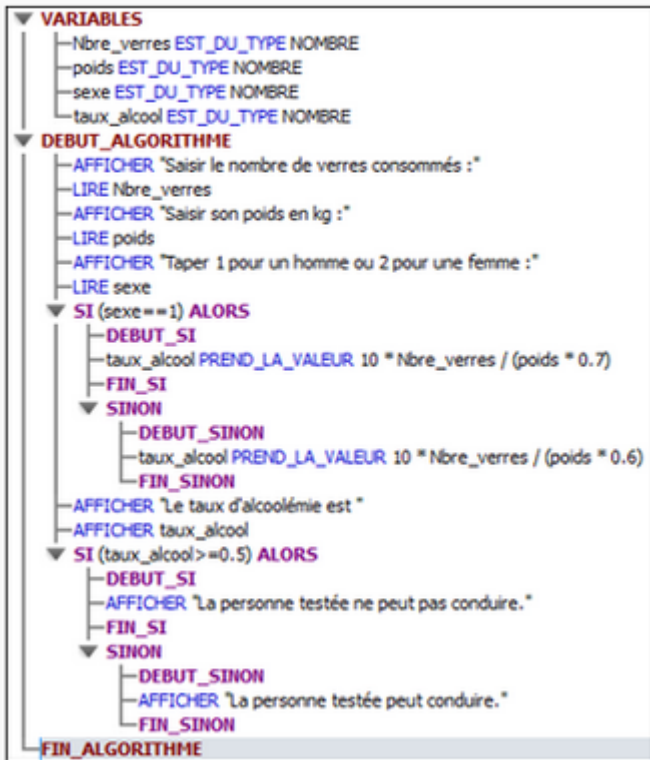 VARIABLES
Nbre_verres EST_DU_TYPE NOMBRE
poids EST_DU_TYPE NOMBRE
sexe EST_DU_TYPE NOMBRE
taux_alcool EST_DU_TYPE NOMBRE
DEBUT_ALGORITHME
AFFICHER "Saisir le nombre de verres consommés :"
LIRE Nbre_verres
AFFICHER "Saisir son poids en kg :"
LIRE poids
AFFICHER "Taper 1 pour un homme ou 2 pour une femme :"
LIRE sexe
SI (sexe==1) ALORS
DEBUT_SI
taux_alcool PREND_LA_VALEUR 10 * Nbre_verres / (poids * 0.7)
FIN_SI
SINON
DEBUT_SINON
taux_alcool PREND_LA_VALEUR 10 * Nbre_verres / (poids * 0.6)
FIN_SINON
AFFICHER "Le taux d'alcoolémie est "
AFFICHER taux_alcool
SI (taux_alcool>=0.5) ALORS
DEBUT_SI
AFFICHER "La personne testée ne peut pas conduire."
FIN_SI
SINON
DEBUT_SINON
AFFICHER "La personne testée peut conduire."
FIN_SINON
FIN_ALGORITHME